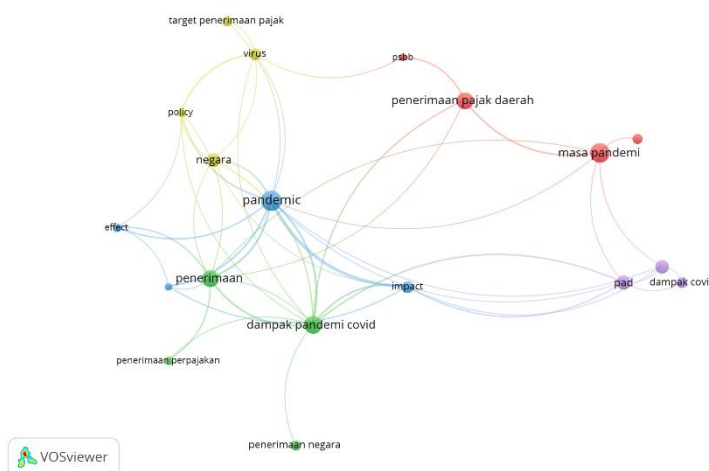 target penerimaan pajak
virus
psbb
penerimaan pajak daerah
policy
masa pandemi
negara
pandemic
effect
penerimaan
impact
pad
dampak covi
dampak pandemi covid
penerimaan perpajakan
penerimaan negara
VOSviewer